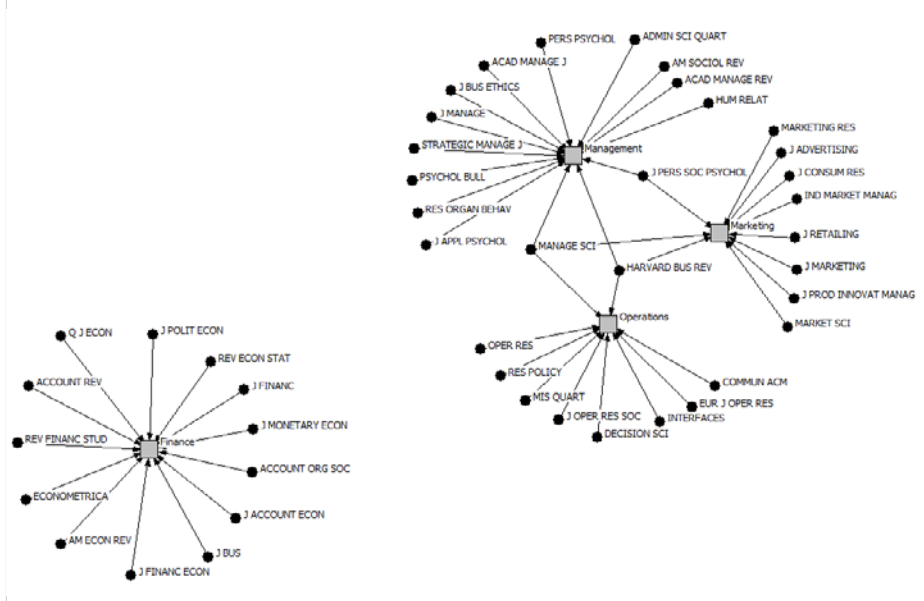 PERS PSYCHOL
ADMIN SCI QUART
ACAD MANAGE J
AM SOCIOL REV
J BUS ETHICS
ACAD MANAGE REV
J MANAGE
HUM RELAT
STRATEGIC MANAGE J
Management
PSYCHOL BULL
J PERS SOC PSYCHOL
RES ORGAN BEHAV
J APPL PSYCHOL
MANAGE SCI
HARVARD BUS REV
MARKETING RES
J ADVERTISING
J CONSUM RES
IND MARKET MANAG
Marketing
J RETAILING
J MARKETING
J PROD INNOVAT MANAG
MARKET SCI
Operations
OPER RES
RES POLICY
MIS QUART
J OPER RES SOC
DECISION SCI
INTERFACES
EUR J OPER RES
COMMUN ACM
Q J ECON
J POLIT ECON
REV ECON STAT
ACCOUNT REV
J FINANC
J MONETARY ECON
REV FINANC STUD
Finance
ACCOUNT ORG SOC
ECONOMETRICA
J ACCOUNT ECON
AM ECON REV
J BUS
J FINANC ECON